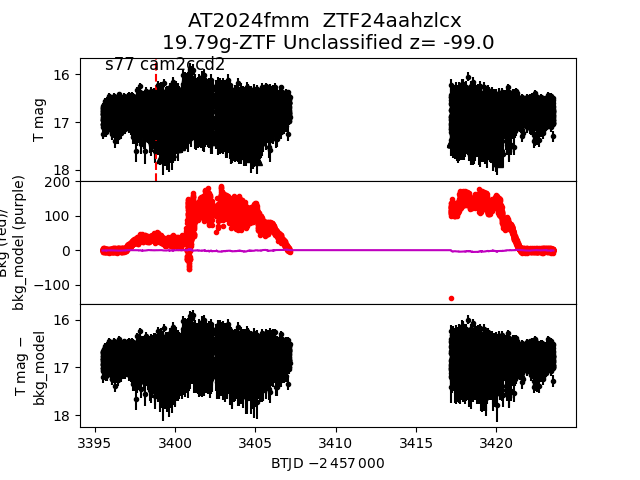 AT2024fmm  ZTF24aahzlcx
19.79g-ZTF Unclassified z= -99.0
s77 cam2ccd2
16
17
18
T mag
200
100
0
−100
Bkg (red)/
bkg_model (purple)
16
17
18
T mag −
bkg_model
3395 3400 3405 3410 3415 3420
BTJD −2 457 000